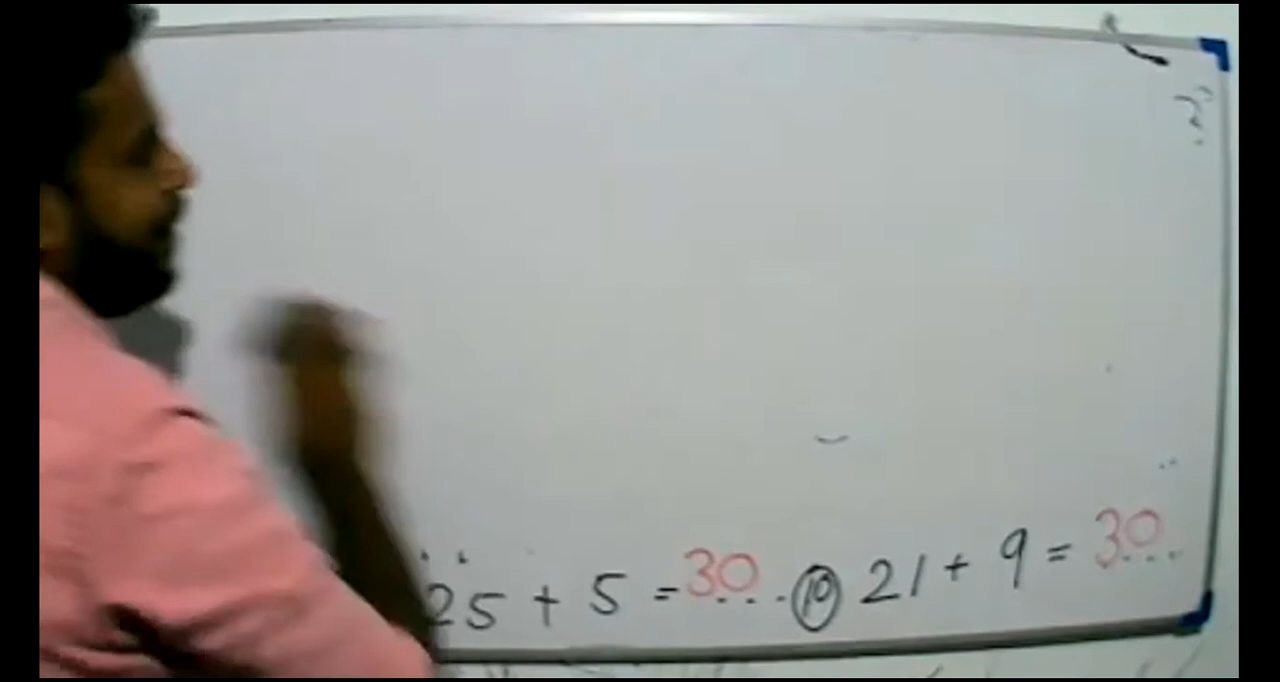 25 + 5 = 30... ⑩ 21 + 9 = 30...